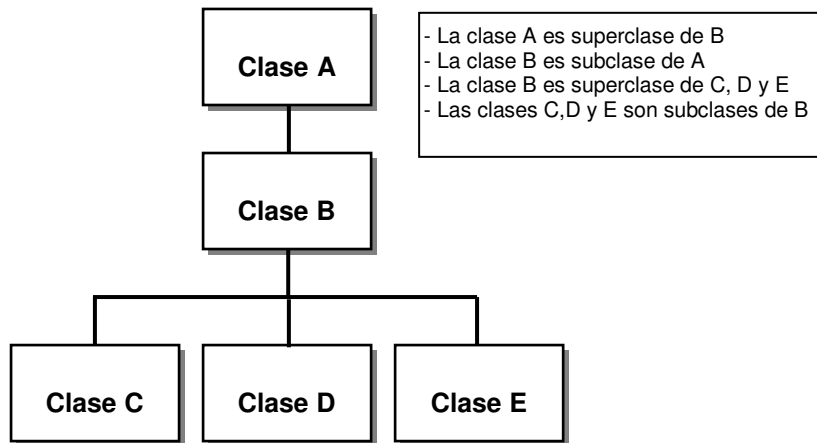 Clase A
- La clase A es superclase de B
- La clase B es subclase de A
- La clase B es superclase de C, D y E
- Las clases C,D y E son subclases de B
Clase B
Clase C
Clase D
Clase E